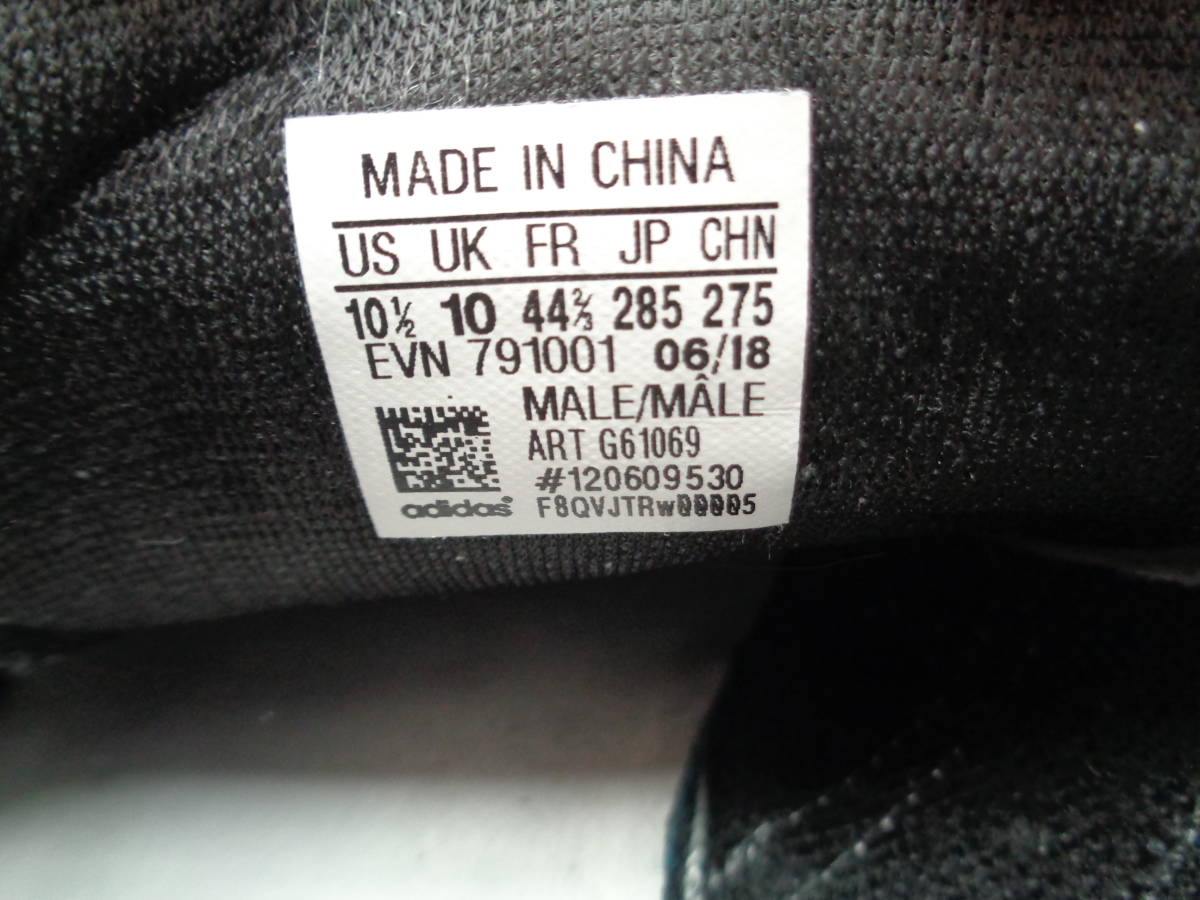 MADE IN CHINA
US UK FR JP CHN
10½ 10 44⅔ 285 275
EVN 791001 06/18
MALE/MÂLE
ART G61069
#120609530
adidas® F8QVJTRw00005